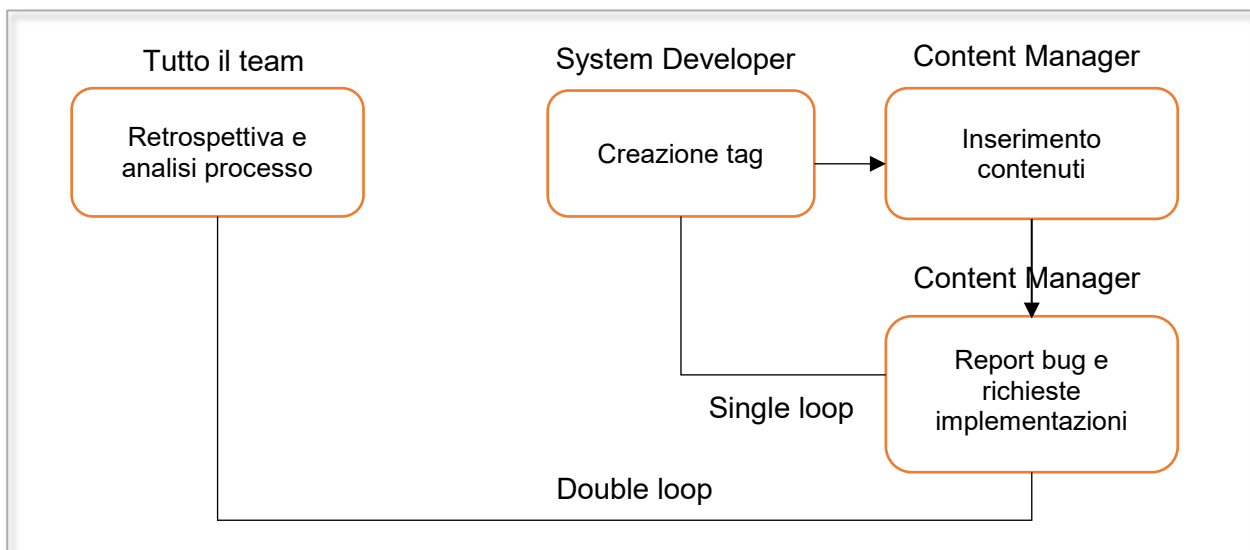 Tutto il team
System Developer
Content Manager
Retrospettiva e
analisi processo
Creazione tag
Inserimento
contenuti
Content Manager
Report bug e
richieste
implementazioni
Single loop
Double loop